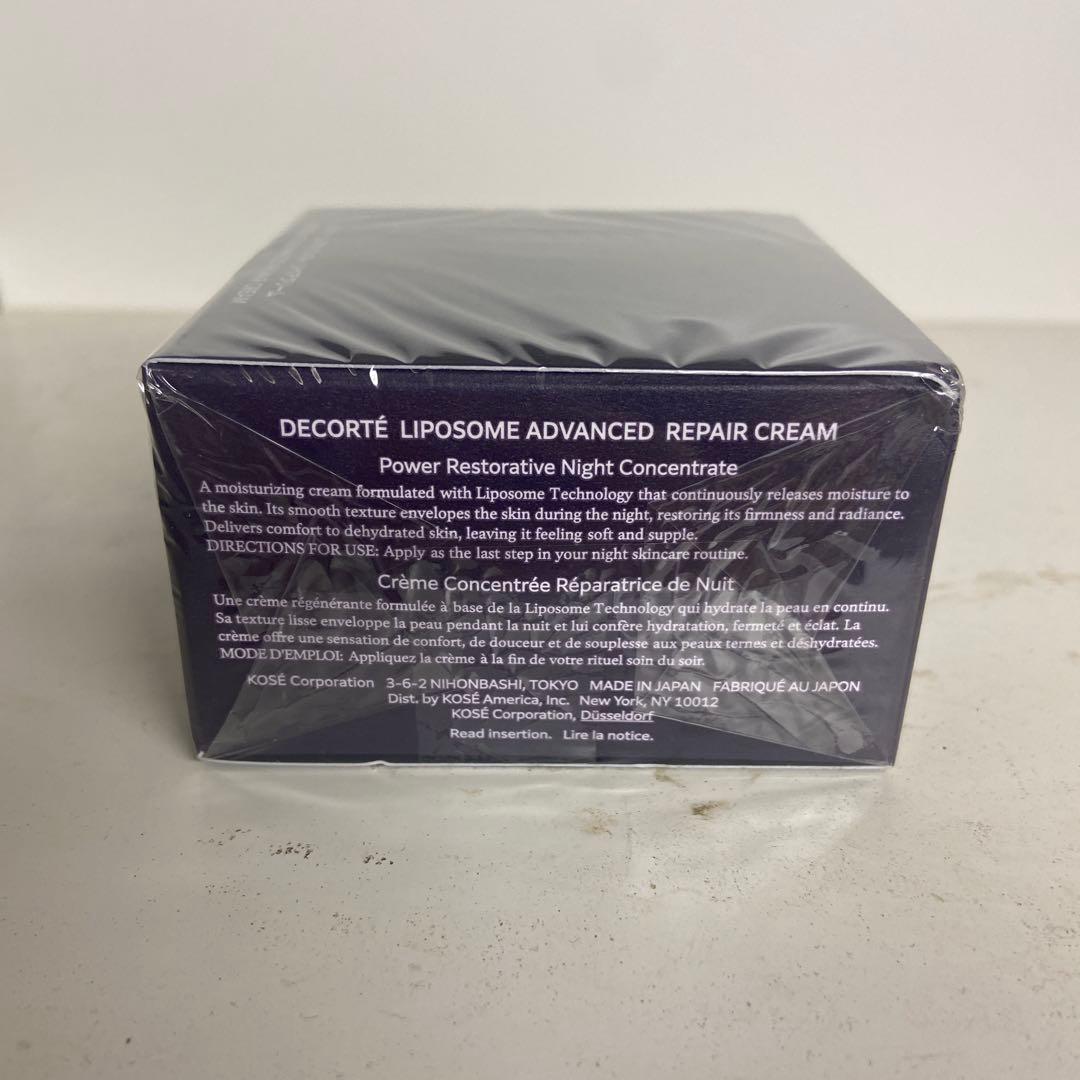 DECORTÉ LIPOSOME ADVANCED REPAIR CREAM
Power Restorative Night Concentrate
A moisturizing cream formulated with Liposome Technology that continuously releases moisture to
the skin. Its smooth texture envelopes the skin during the night, restoring its firmness and radiance.
Delivers comfort to dehydrated skin, leaving it feeling soft and supple.
DIRECTIONS FOR USE: Apply as the last step in your night skincare routine.
Crème Concentrée Réparatrice de Nuit
Une crème régénérante formulée à base de la Liposome Technology qui hydrate la peau en continu.
Sa texture lisse enveloppe la peau pendant la nuit et lui confère hydratation, fermeté et éclat. La
crème offre une sensation de confort, de douceur et de souplesse aux peaux ternes et déshydratées.
MODE D'EMPLOI: Appliquez la crème à la fin de votre rituel soin du soir.
KOSÉ Corporation 3-6-2 NIHONBASHI, TOKYO MADE IN JAPAN FABRIQUÉ AU JAPON
Dist. by KOSÉ America, Inc. New York, NY 10012
KOSÉ Corporation, Düsseldorf
Read insertion. Lire la notice.